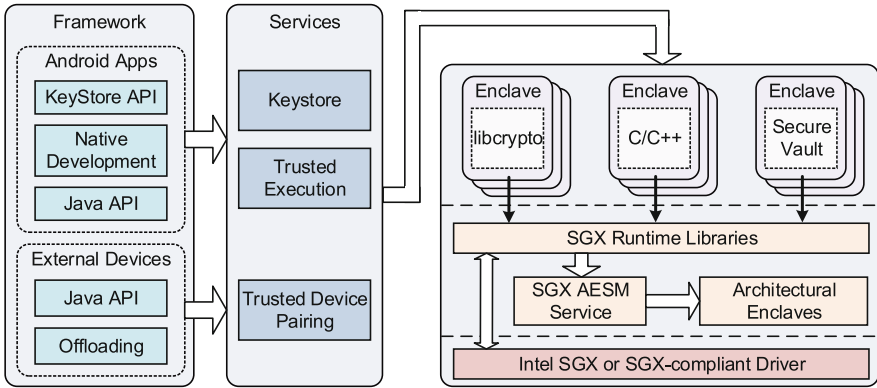 Framework
Android Apps
KeyStore API
Native
Development
Java API
External Devices
Java API
Offloading
Services
Keystore
Trusted
Execution
Trusted Device
Pairing
Enclave
libcrypto
Enclave
C/C++
Enclave
Secure
Vault
SGX Runtime Libraries
SGX AESM
Service
Architectural
Enclaves
Intel SGX or SGX-compliant Driver